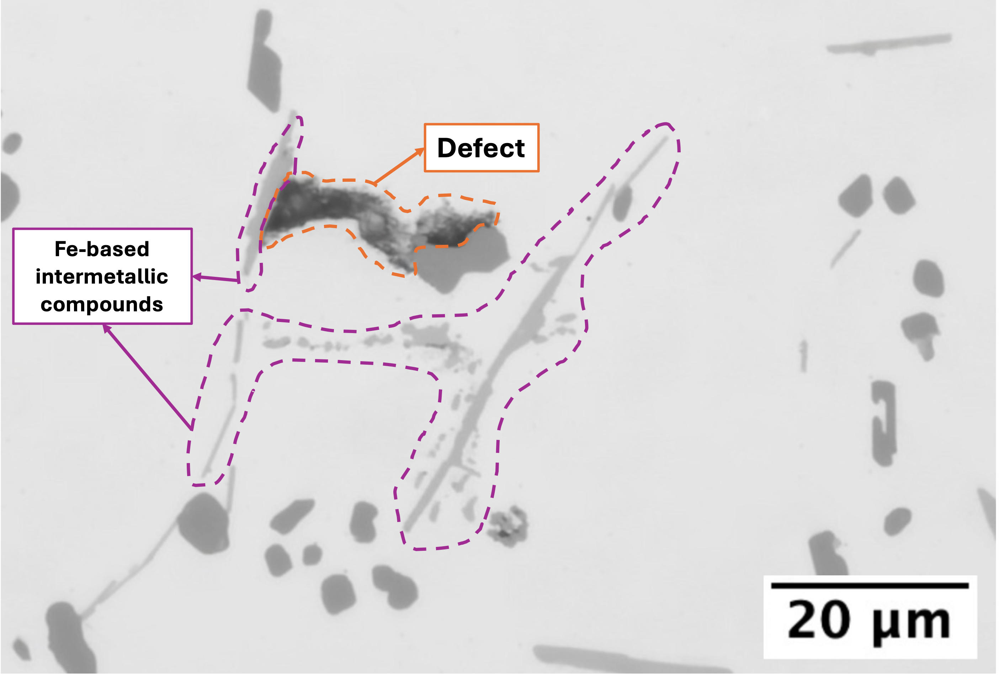 Defect
Fe-based
intermetallic
compounds
20 µm